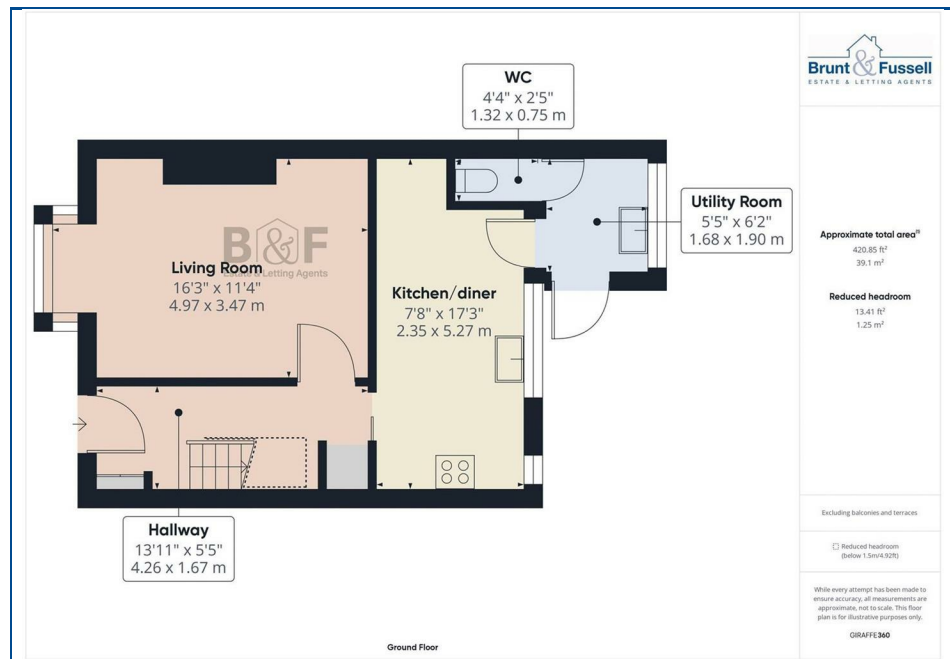 WC
4'4" x 2'5"
1.32 x 0.75 m
Brunt & Fussell
ESTATE & LETTING AGENTS
Utility Room
5'5" x 6'2"
1.68 x 1.90 m
B&F
Estate & Letting Agents
Living Room
16'3" x 11'4"
4.97 x 3.47 m
Kitchen/diner
7'8" x 17'3"
2.35 x 5.27 m
Hallway
13'11" x 5'5"
4.26 x 1.67 m
Ground Floor
Approximate total area⁽¹⁾
420.85 ft²
39.1 m²
Reduced headroom
13.41 ft²
1.25 m²
Excluding balconies and terraces
Reduced headroom
(below 1.5m/4.92ft)
While every attempt has been made to
ensure accuracy, all measurements are
approximate, not to scale. This floor
plan is for illustrative purposes only.
GIRAFFE360